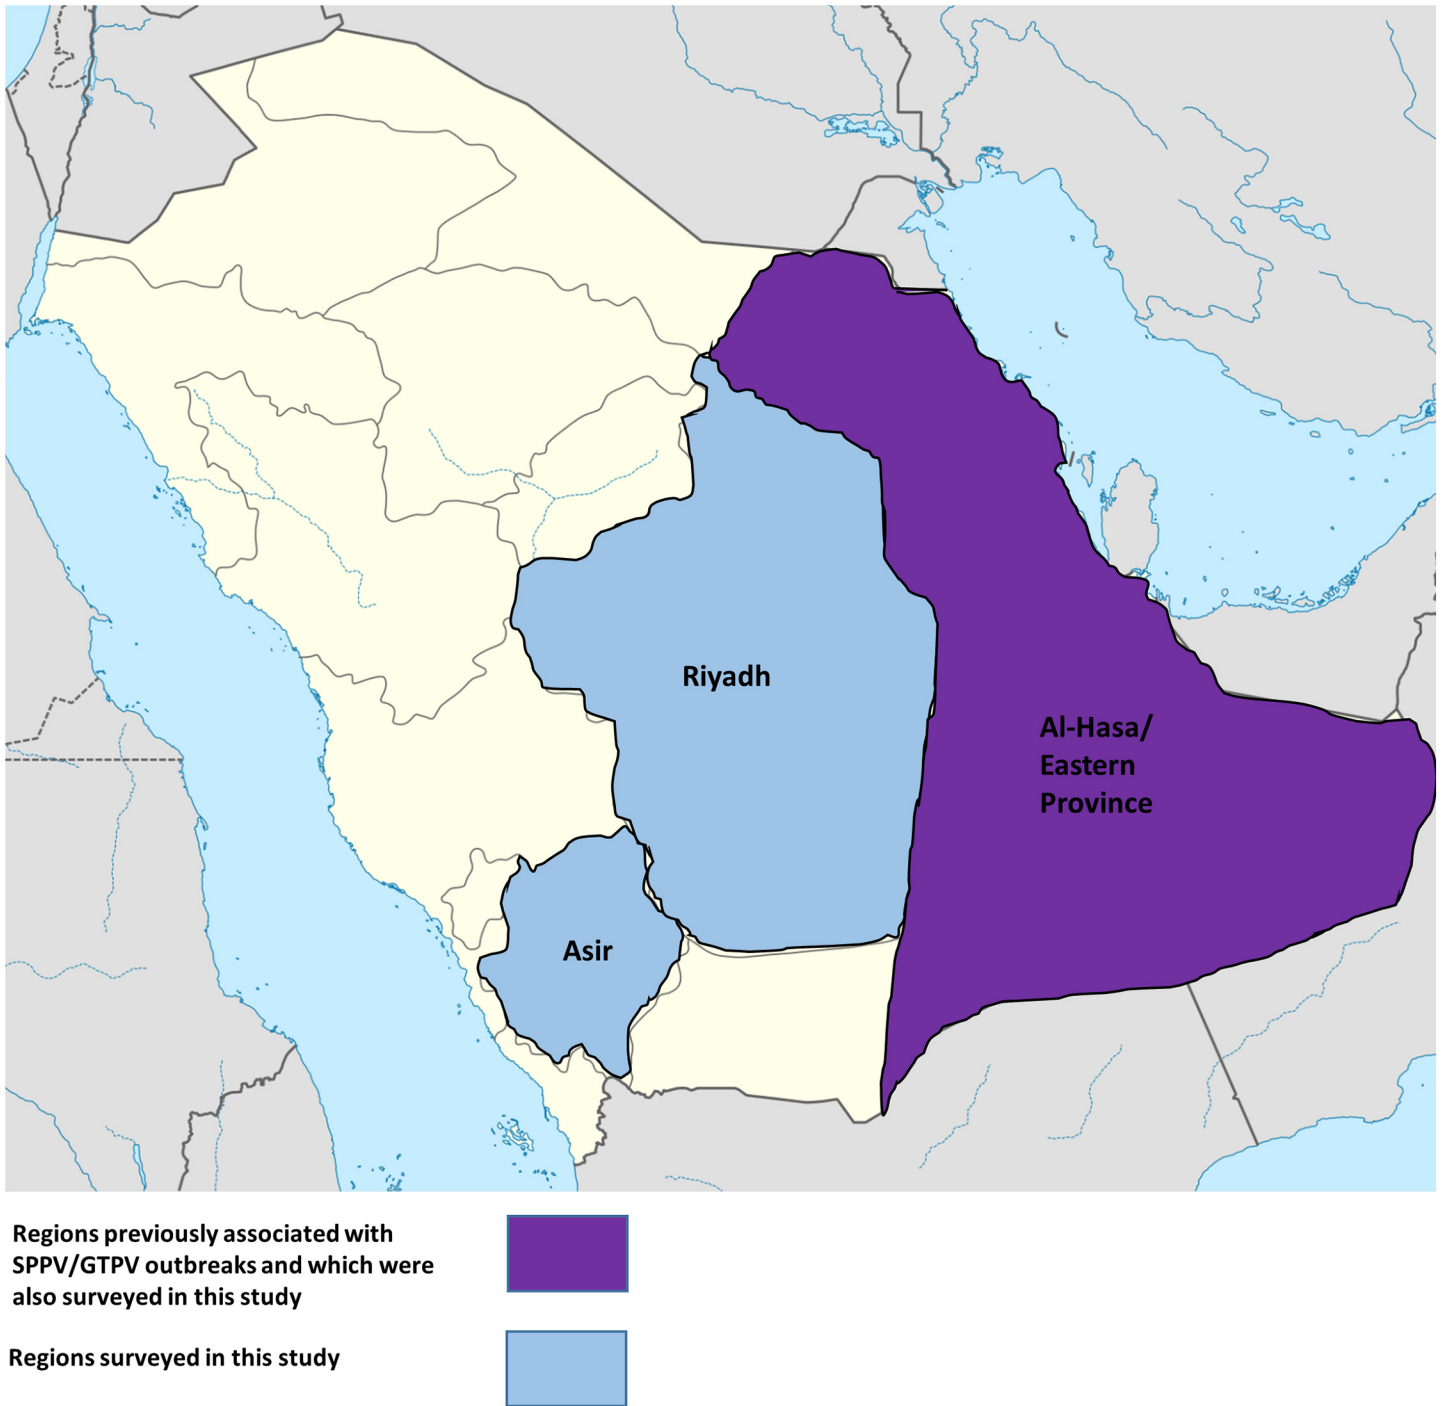 Riyadh
Al-Hasa/
Eastern
Province
Asir
Regions previously associated with
SPPV/GTPV outbreaks and which were
also surveyed in this study
Regions surveyed in this study